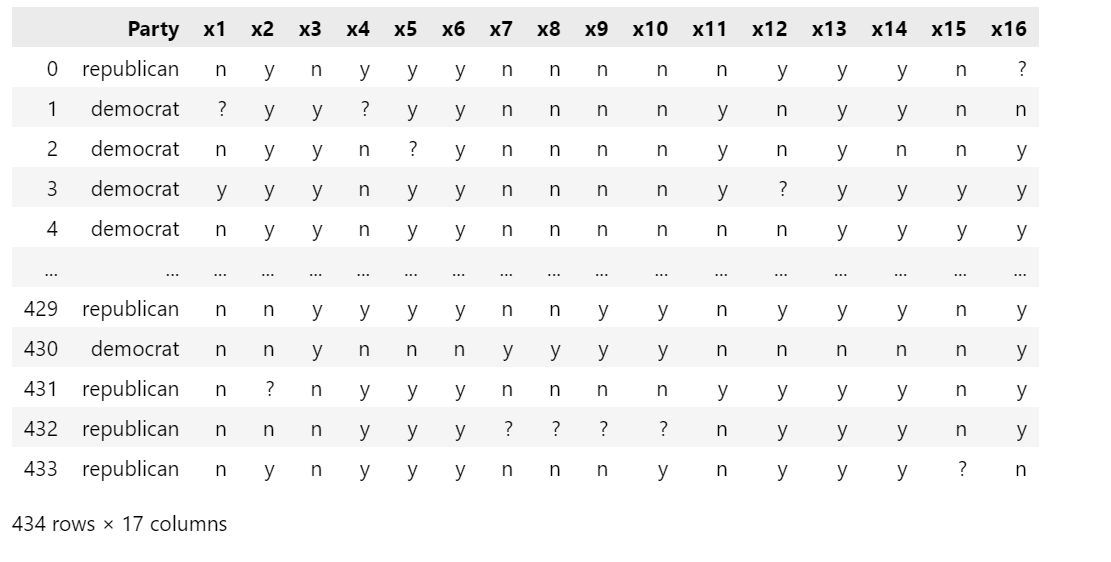 Party x1 x2 x3 x4 x5 x6 x7 x8 x9 x10 x11 x12 x13 x14 x15 x16
0 republican n y n y y y n n n n n y y y n ?
1 democrat ? y y ? y y n n n n y n y y n n
2 democrat n y y n ? y n n n n y n y n n y
3 democrat y y y n y y n n n n y ? y y y y
4 democrat n y y n y y n n n n n n y y y y
... ... ... ... ... ... ... ... ... ... ... ... ... ... ... ... ... ...
429 republican n n y y y y n n y y n y y y n y
430 democrat n n y n n n y y y y n n n n n y
431 republican n ? n y y y n n n n y y y y n y
432 republican n n n y y y ? ? ? ? n y y y n y
433 republican n y n y y y n n n y n y y y ? n
434 rows × 17 columns